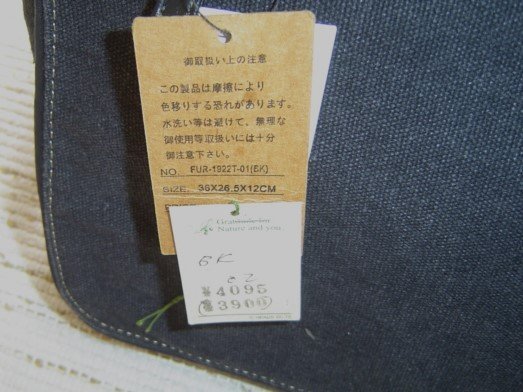 御取扱い上の注意
この製品は摩擦により
色移りする恐れがあります。
水洗い等は避けて、無理な
御使用等取扱いには十分
御注意下さい。
NO. FUR-1922T-01(BK)
SIZE. 36X26.5X12CM
Gratitude for
Nature and you.
BK
¥4095
¥390